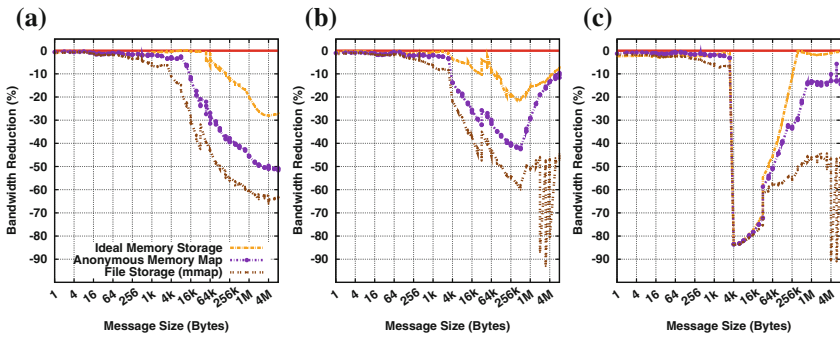 (a) (b) (c)
Bandwidth Reduction (%)
0
-10
-20
-30
-40
-50
-60
-70
-80
-90
Ideal Memory Storage
Anonymous Memory Map
File Storage (mmap)
1 4 16 64 256 1k 4k 16k 64k 256k 1M 4M
Message Size (Bytes)
Bandwidth Reduction (%)
0
-10
-20
-30
-40
-50
-60
-70
-80
-90
1 4 16 64 256 1k 4k 16k 64k 256k 1M 4M
Message Size (Bytes)
Bandwidth Reduction (%)
0
-10
-20
-30
-40
-50
-60
-70
-80
-90
1 4 16 64 256 1k 4k 16k 64k 256k 1M 4M
Message Size (Bytes)